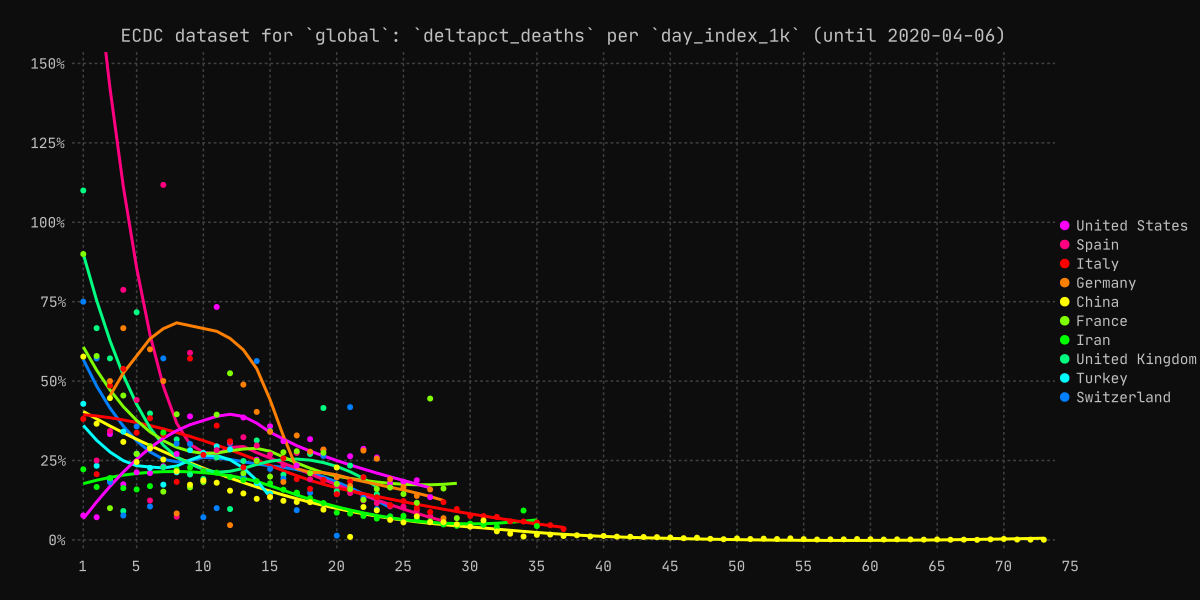 ECDC dataset for `global`: `deltapct_deaths` per `day_index_1k` (until 2020-04-06)
150%
125%
100%
75%
50%
25%
0%
1 5 10 15 20 25 30 35 40 45 50 55 60 65 70 75
United States
Spain
Italy
Germany
China
France
Iran
United Kingdom
Turkey
Switzerland